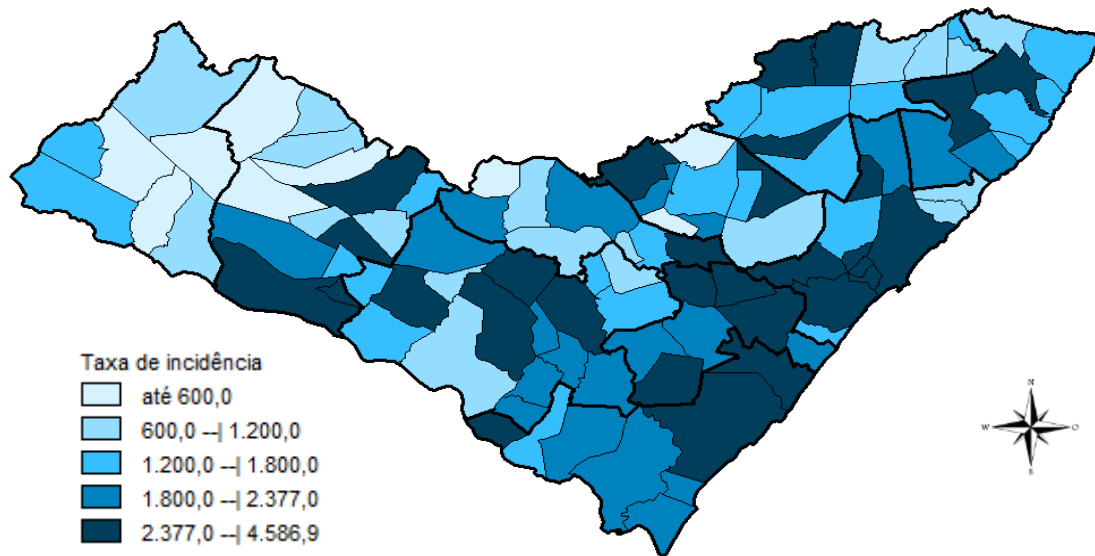 Taxa de incidência
até 600,0
600,0 --| 1.200,0
1.200,0 --| 1.800,0
1.800,0 --| 2.377,0
2.377,0 --| 4.586,9
N
W
O
S